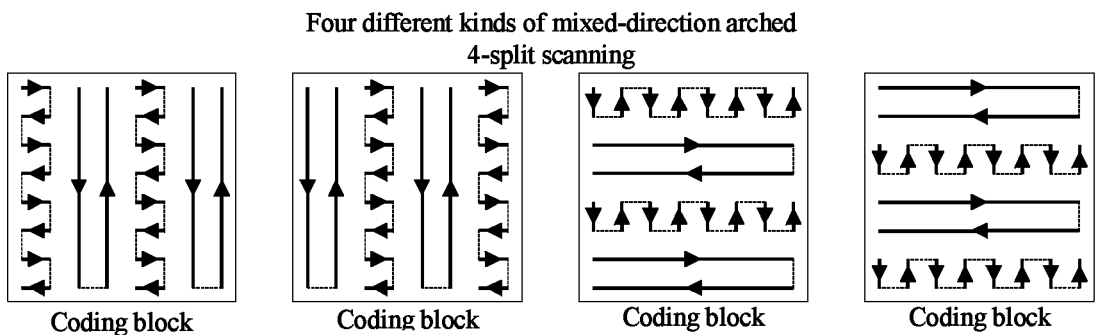 Four different kinds of mixed-direction arched
4-split scanning
Coding block
Coding block
Coding block
Coding block